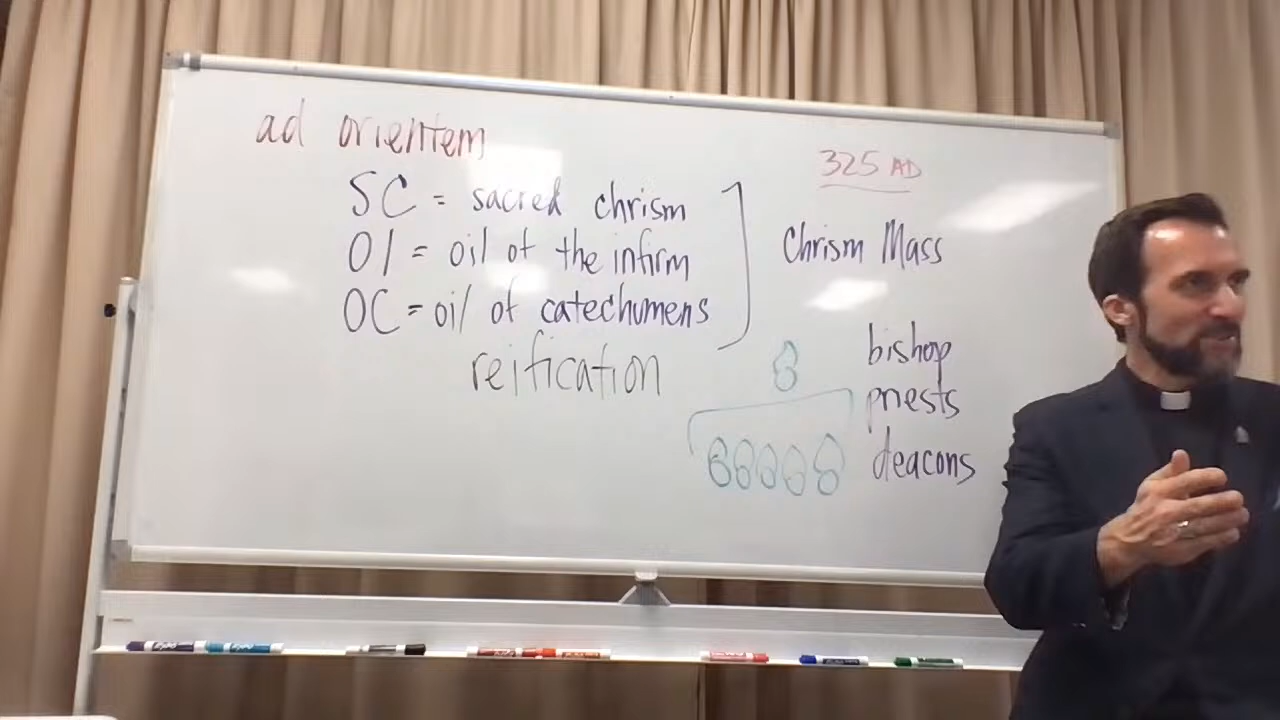 ad orientem
325 AD
SC = sacred chrism
OI = oil of the infirm
OC = oil of catechumens
Chrism Mass
reification
bishop
priests
deacons